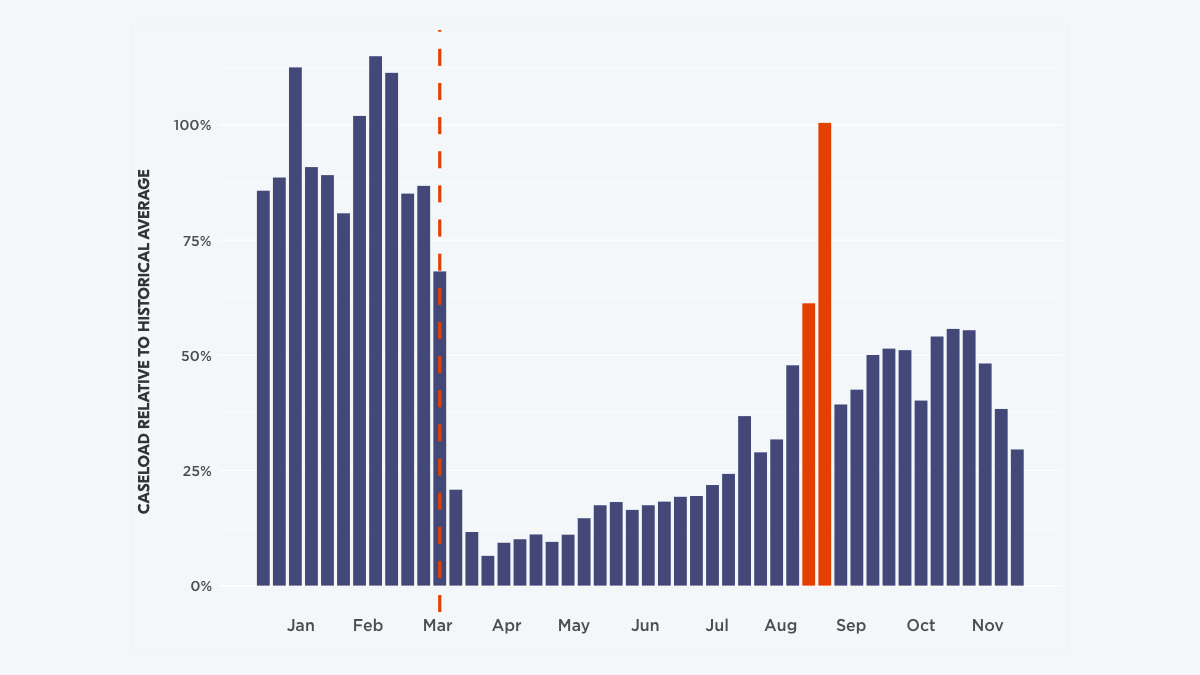 CASELOAD RELATIVE TO HISTORICAL AVERAGE
100%
75%
50%
25%
0%
Jan Feb Mar Apr May Jun Jul Aug Sep Oct Nov